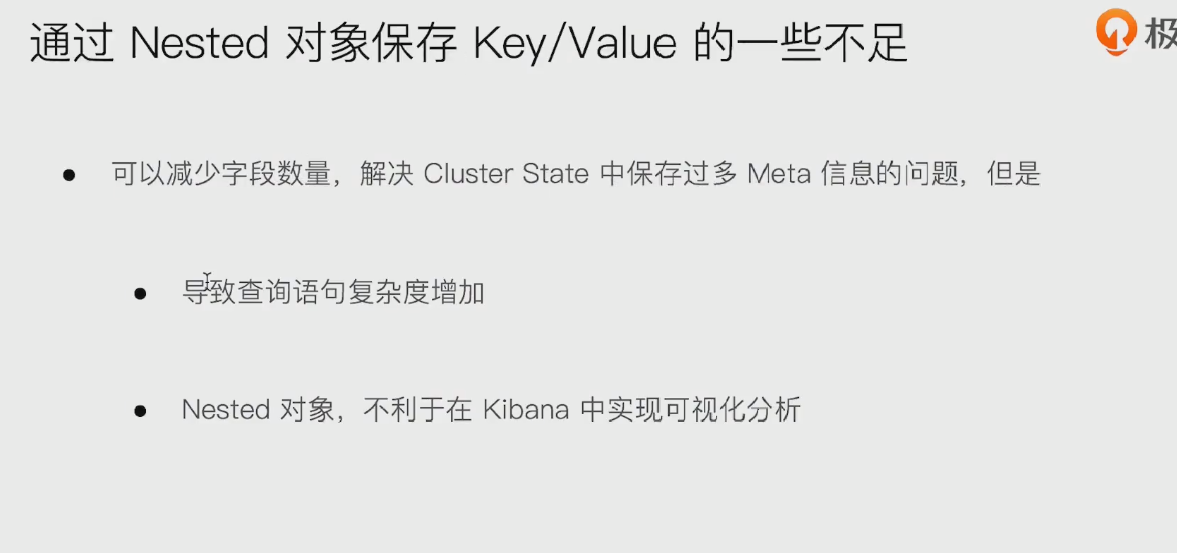 通过 Nested 对象保存 Key/Value 的一些不足
极
可以减少字段数量，解决 Cluster State 中保存过多 Meta 信息的问题，但是
导致查询语句复杂度增加
Nested 对象，不利于在 Kibana 中实现可视化分析